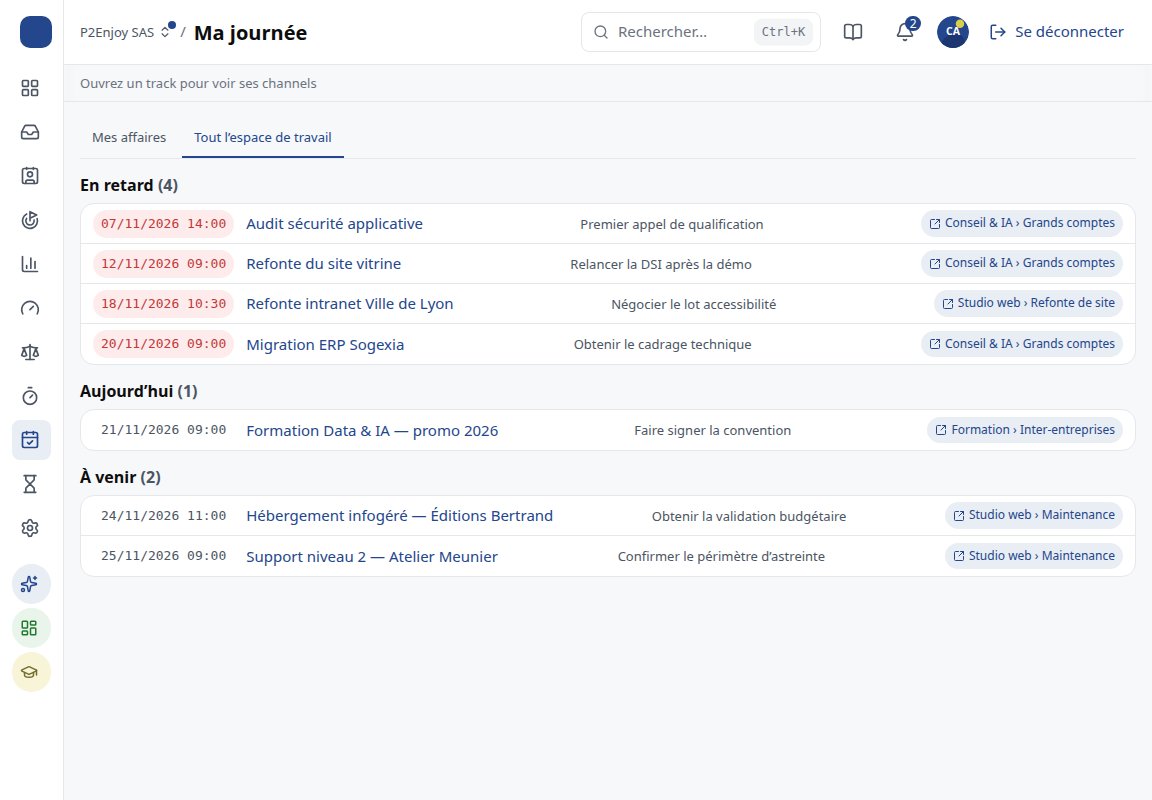 P2Enjoy SAS / Ma journée Rechercher... Ctrl+K 2 CA Se déconnecter
Ouvrez un track pour voir ses channels
Mes affaires Tout l'espace de travail
En retard (4)
07/11/2026 14:00 Audit sécurité applicative Premier appel de qualification Conseil & IA › Grands comptes
12/11/2026 09:00 Refonte du site vitrine Relancer la DSI après la démo Conseil & IA › Grands comptes
18/11/2026 10:30 Refonte intranet Ville de Lyon Négocier le lot accessibilité Studio web › Refonte de site
20/11/2026 09:00 Migration ERP Sogexia Obtenir le cadrage technique Conseil & IA › Grands comptes
Aujourd'hui (1)
21/11/2026 09:00 Formation Data & IA — promo 2026 Faire signer la convention Formation › Inter-entreprises
À venir (2)
24/11/2026 11:00 Hébergement infogéré — Éditions Bertrand Obtenir la validation budgétaire Studio web › Maintenance
25/11/2026 09:00 Support niveau 2 — Atelier Meunier Confirmer le périmètre d'astreinte Studio web › Maintenance